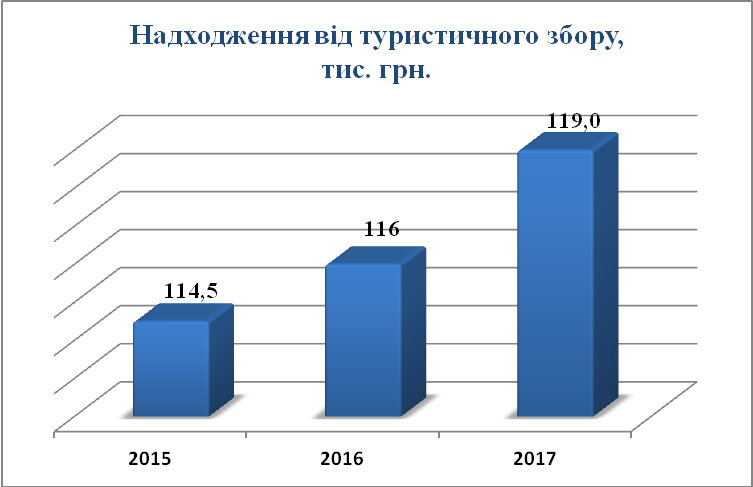 Надходження від туристичного збору,
тис. грн.
119,0
116
114,5
2015 2016 2017